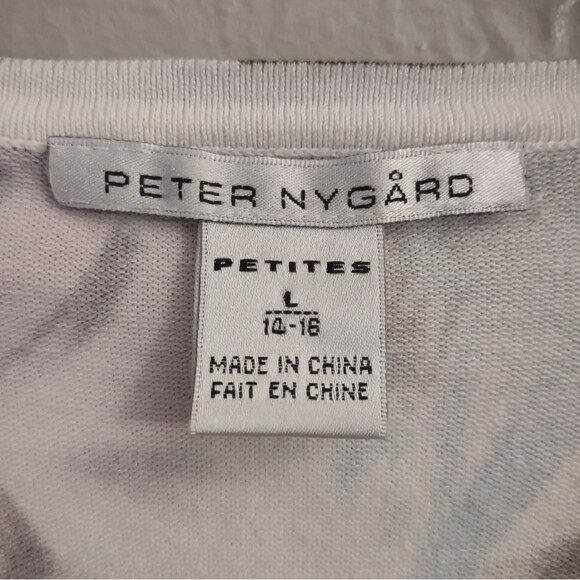 PETER NYGÅRD
PETITES
L
14-16
MADE IN CHINA
FAIT EN CHINE